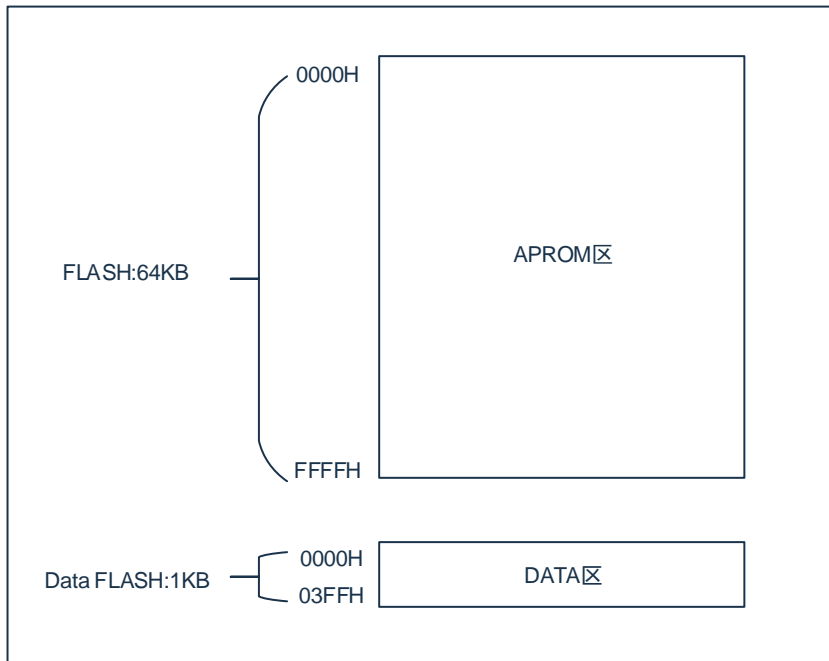 0000H
APROM区
FLASH:64KB
FFFFH
0000H
Data FLASH:1KB
DATA区
03FFH